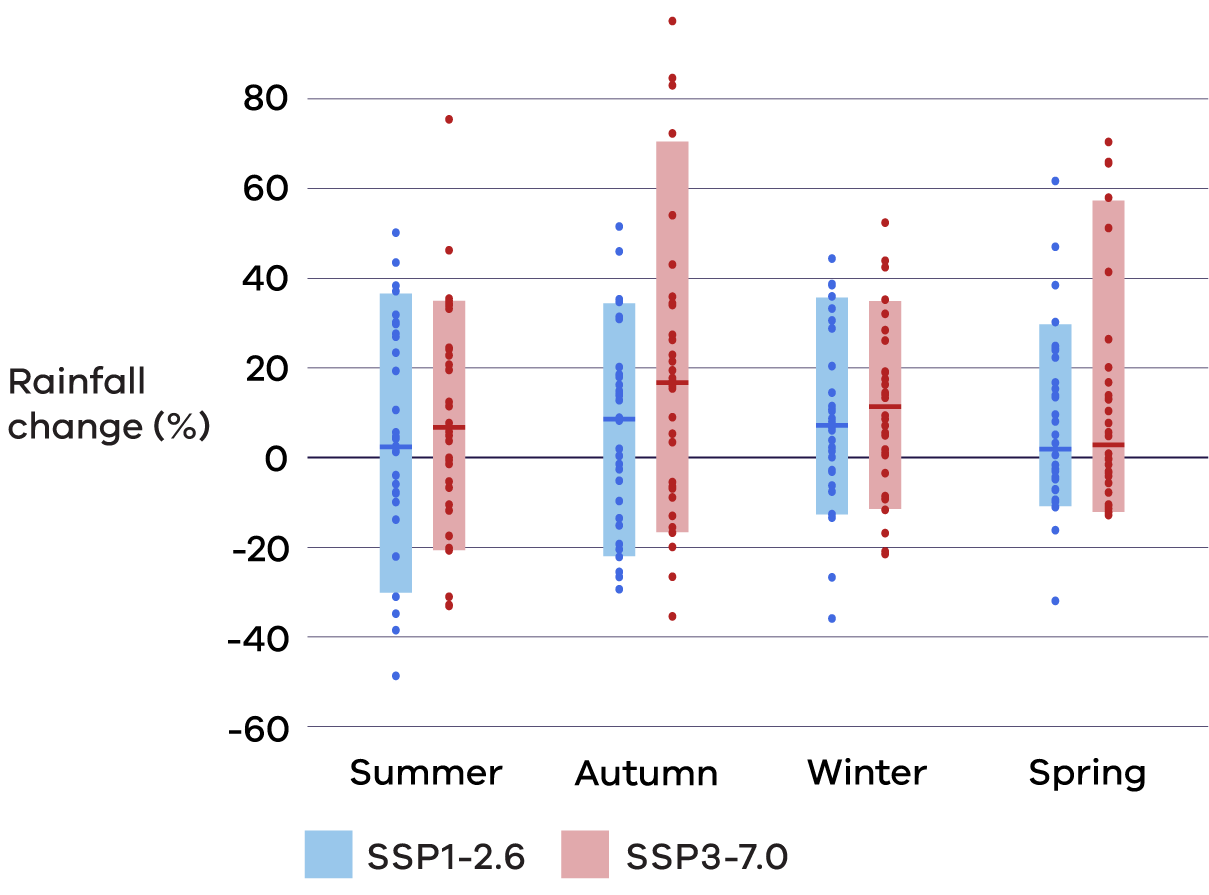 80
60
40
20
0
-20
-40
-60
Rainfall
change (%)
Summer
Autumn
Winter
Spring
SSP1-2.6
SSP3-7.0